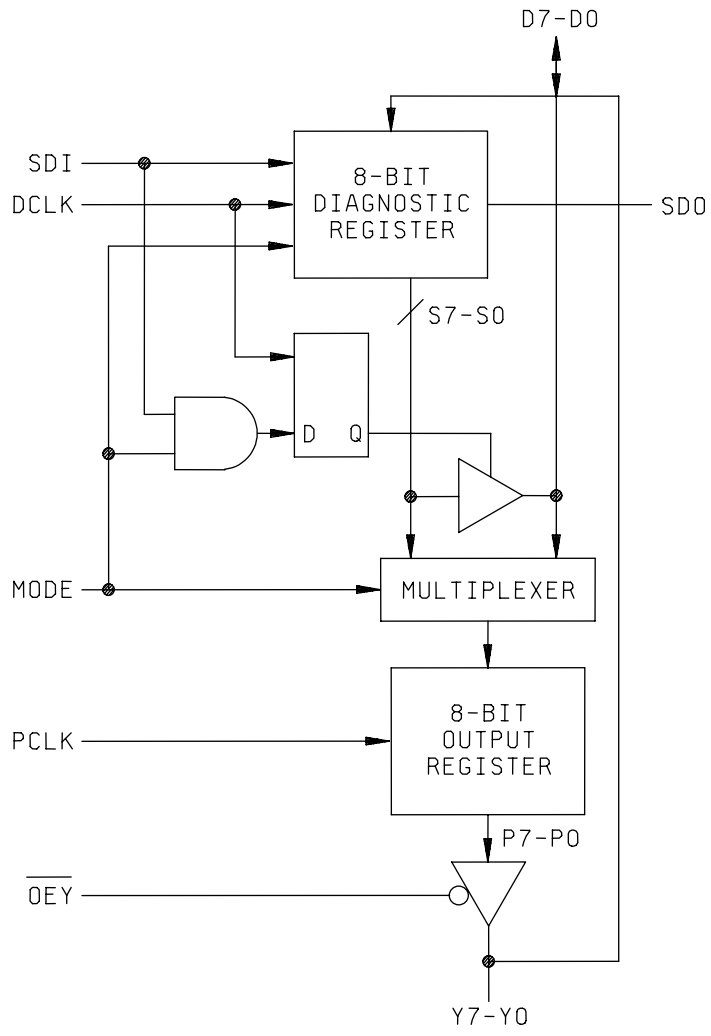 D7-D0
SDI
8-BIT
DIAGNOSTIC
REGISTER
DCLK
SDO
S7-S0
D Q
MODE
MULTIPLEXER
PCLK
8-BIT
OUTPUT
REGISTER
P7-P0
OEY
Y7-Y0